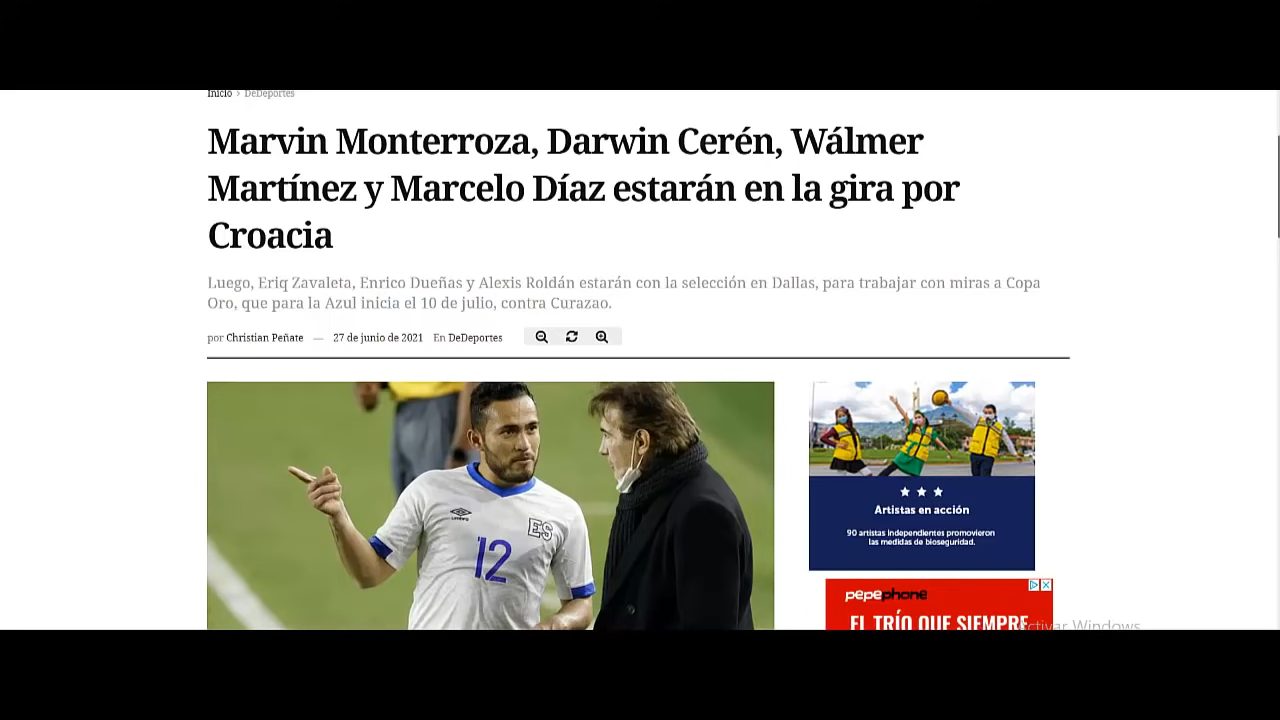 Inicio › DeDeportes
Marvin Monterroza, Darwin Cerén, Wálmer
Martínez y Marcelo Díaz estarán en la gira por
Croacia
Luego, Eriq Zavaleta, Enrico Dueñas y Alexis Roldán estarán con la selección en Dallas, para trabajar con miras a Copa
Oro, que para la Azul inicia el 10 de julio, contra Curazao.
por Christian Peñate — 27 de junio de 2021 En DeDeportes
umbro
ES
12
Artistas en acción
90 artistas independientes promovieron
las medidas de bioseguridad.
pepephone
EL TRÍO QUE SIEMPRE
Activar Windows